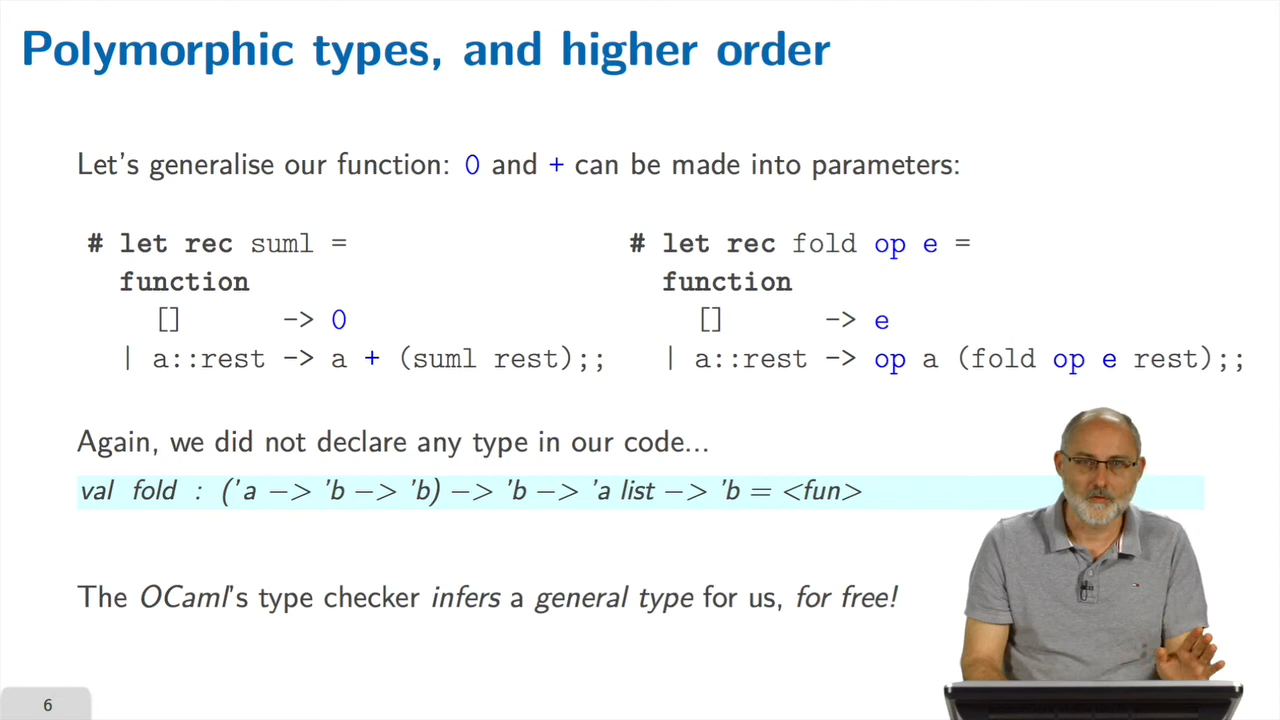 Polymorphic types, and higher order
Let's generalise our function: 0 and + can be made into parameters:
# let rec suml =
function
[] -> 0
| a::rest -> a + (suml rest);;
# let rec fold op e =
function
[] -> e
| a::rest -> op a (fold op e rest);;
Again, we did not declare any type in our code...
val fold : ('a -> 'b -> 'b) -> 'b -> 'a list -> 'b = <fun>
The OCaml's type checker infers a general type for us, for free!
6